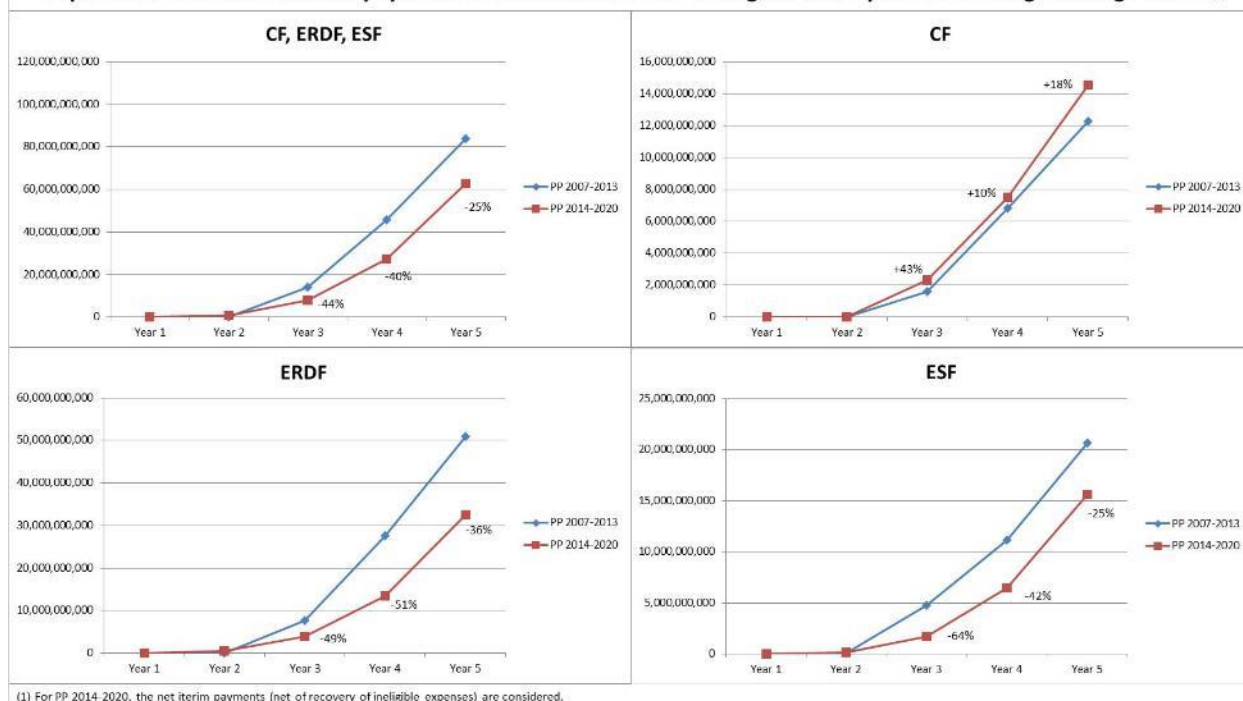 CF, ERDF, ESF
120,000,000,000
100,000,000,000
80,000,000,000
60,000,000,000
40,000,000,000
20,000,000,000
0
-44%
-40%
-25%
Year 1 Year 2 Year 3 Year 4 Year 5
PP 2007-2013
PP 2014-2020
CF
16,000,000,000
14,000,000,000
12,000,000,000
10,000,000,000
8,000,000,000
6,000,000,000
4,000,000,000
2,000,000,000
0
+43%
+10%
+18%
Year 1 Year 2 Year 3 Year 4 Year 5
PP 2007-2013
PP 2014-2020
ERDF
60,000,000,000
50,000,000,000
40,000,000,000
30,000,000,000
20,000,000,000
10,000,000,000
0
-49%
-51%
-36%
Year 1 Year 2 Year 3 Year 4 Year 5
PP 2007-2013
PP 2014-2020
ESF
25,000,000,000
20,000,000,000
15,000,000,000
10,000,000,000
5,000,000,000
0
-64%
-42%
-25%
Year 1 Year 2 Year 3 Year 4 Year 5
PP 2007-2013
PP 2014-2020
(1) For PP 2014-2020, the net iterim payments (net of recovery of ineligible expenses) are considered.